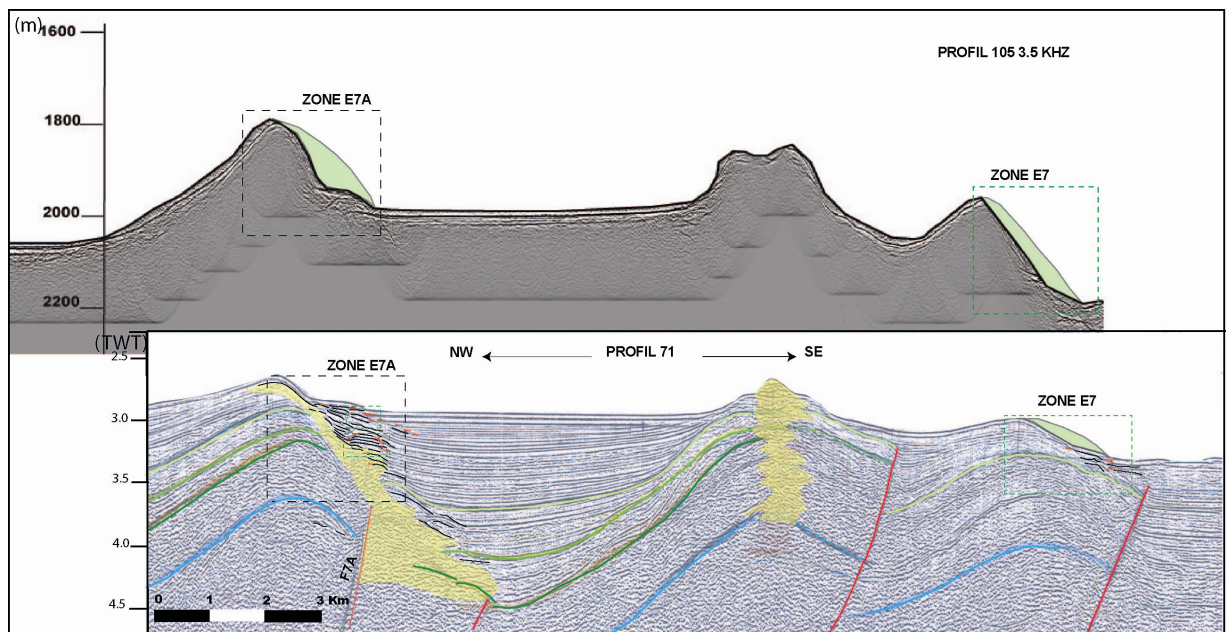 (m)
1600
PROFIL 105 3.5 KHZ
ZONE E7A
1800
ZONE E7
2000
2200
(TWT)
NW PROFIL 71 SE
2.5
ZONE E7A
ZONE E7
3.0
3.5
4.0
F7A
0 1 2 3 Km
4.5